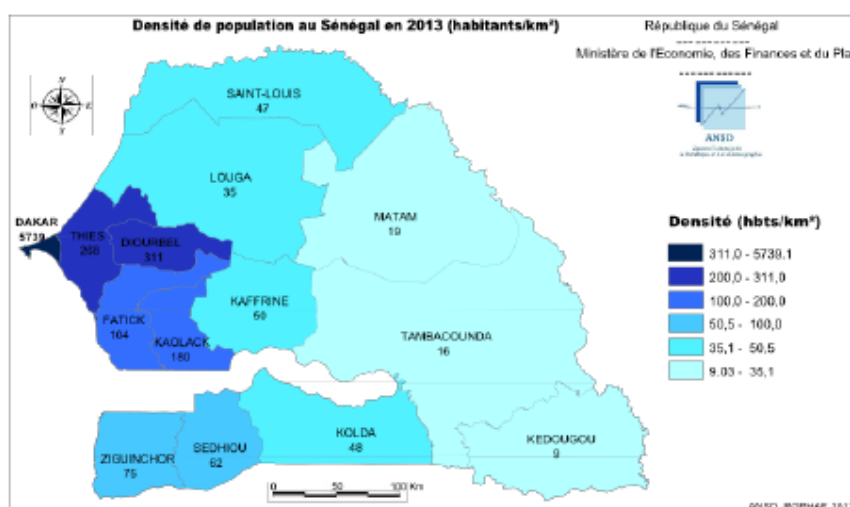 Densité de population au Sénégal en 2013 (habitants/km²)
République du Sénégal
Ministère de l'Economie, des Finances et du Pla
N
O
E
S
ANSD
SAINT-LOUIS
47
LOUGA
35
MATAM
19
DAKAR
5739
THIES
268
DIOURBEL
311
FATICK
104
KAOLACK
180
KAFFRINE
50
TAMBACOUNDA
16
ZIGUINCHOR
75
SEDHIOU
62
KOLDA
48
KEDOUGOU
9
Densité (hbts/km²)
311,0 - 5739,1
200,0 - 311,0
100,0 - 200,0
50,5 - 100,0
35,1 - 50,5
9.03 - 35,1
0 50 100 Km